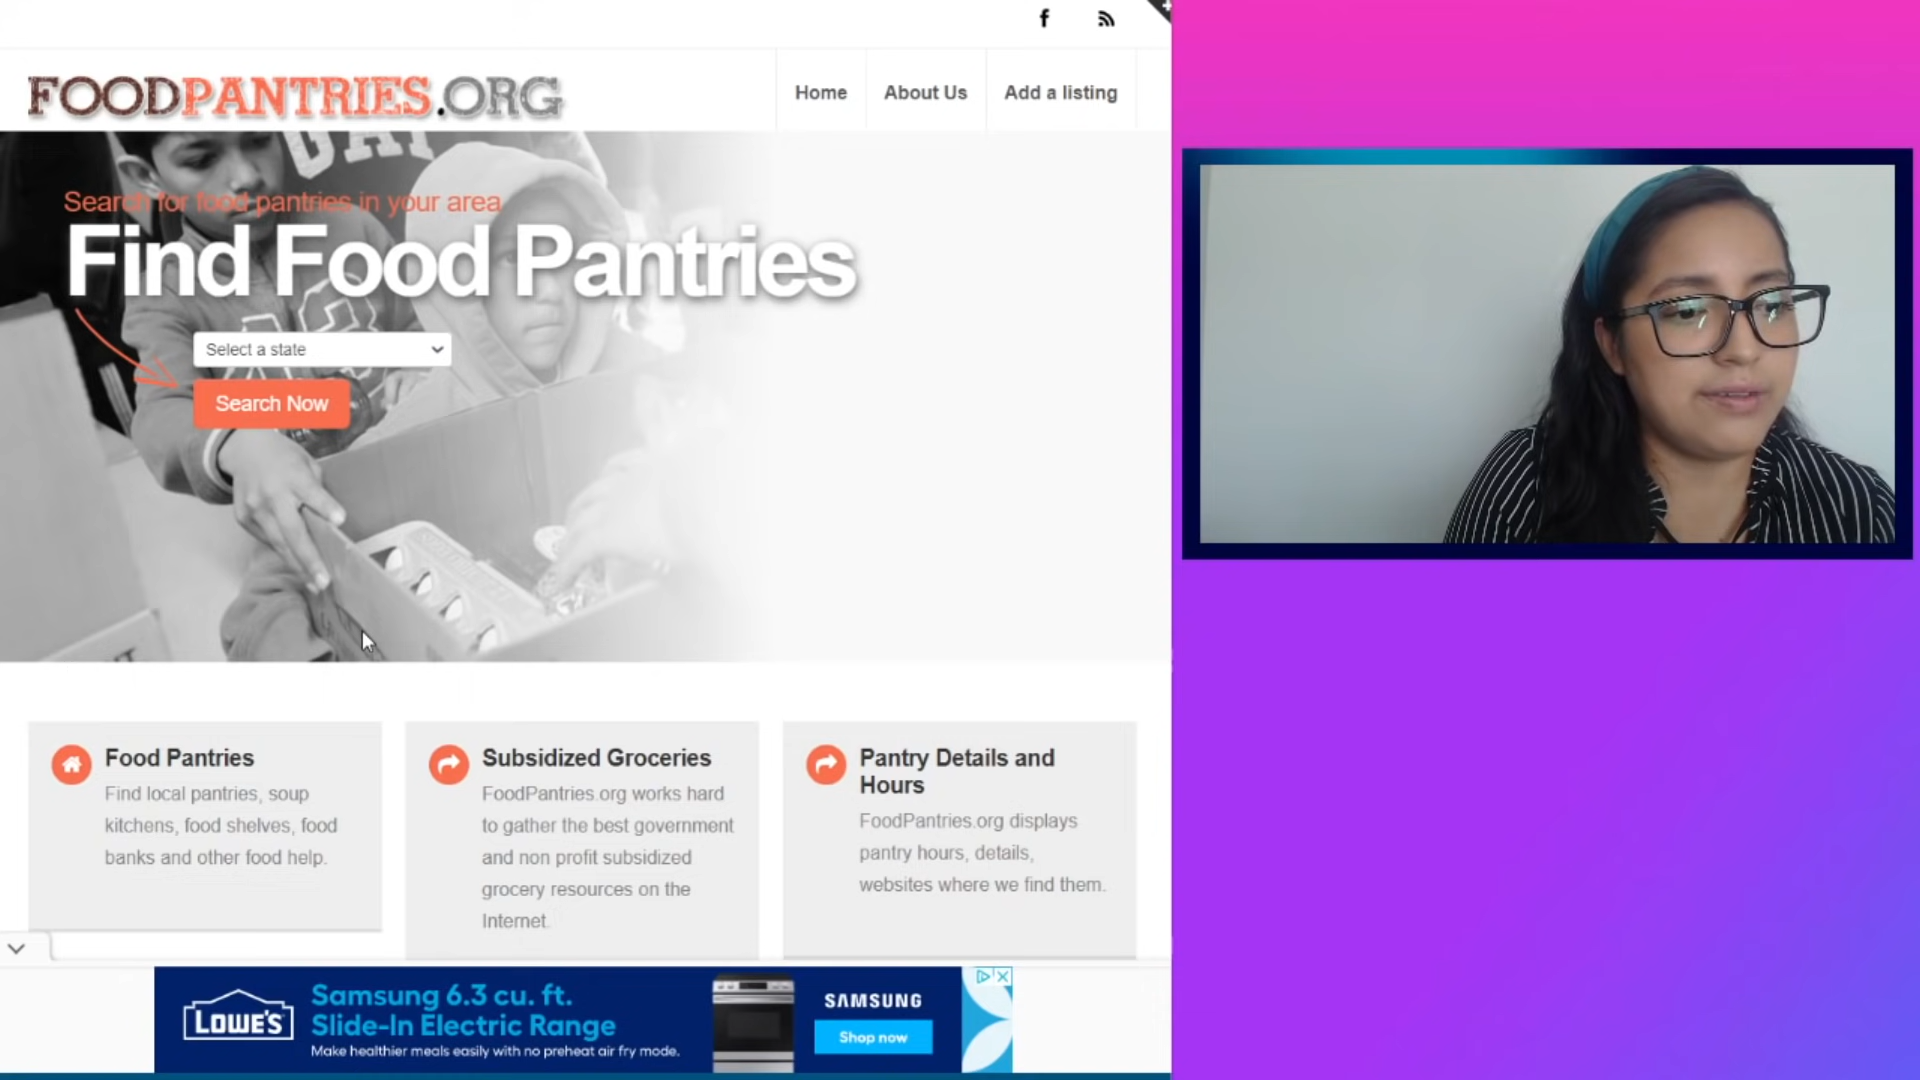 FOODPANTRIES.ORG
Home
About Us
Add a listing
Search for food pantries in your area
Find Food Pantries
Select a state
Search Now
Food Pantries
Find local pantries, soup
kitchens, food shelves, food
banks and other food help.
Subsidized Groceries
FoodPantries.org works hard
to gather the best government
and non profit subsidized
grocery resources on the
Internet.
Pantry Details and
Hours
FoodPantries.org displays
pantry hours, details,
websites where we find them.
LOWE'S
Samsung 6.3 cu. ft.
Slide-In Electric Range
Make healthier meals easily with no preheat air fry mode.
SAMSUNG
Shop now